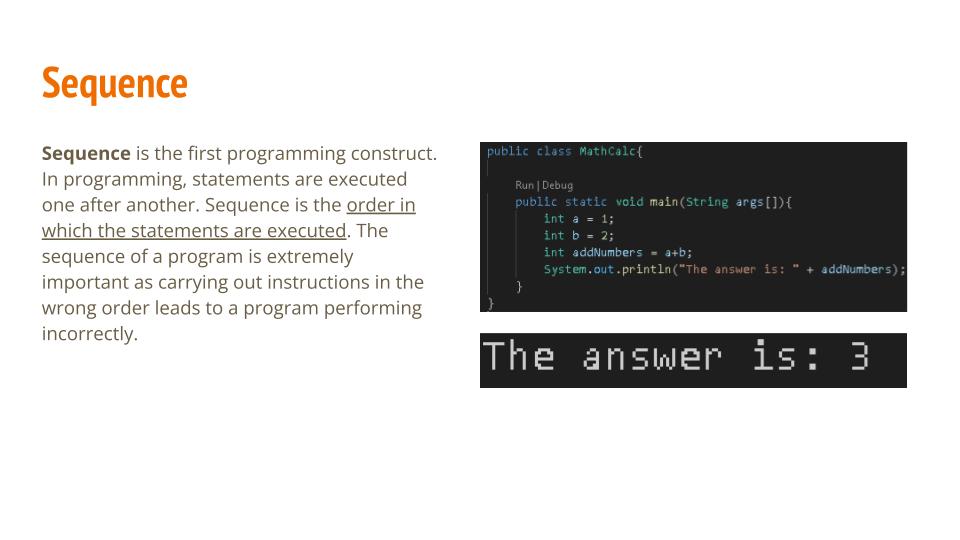 Sequence
Sequence is the first programming construct.
In programming, statements are executed
one after another. Sequence is the order in
which the statements are executed. The
sequence of a program is extremely
important as carrying out instructions in the
wrong order leads to a program performing
incorrectly.
public class MathCalc{
Run | Debug
public static void main(String args[]){
int a = 1;
int b = 2;
int addNumbers = a+b;
System.out.println("The answer is: " + addNumbers);
}
}
The answer is: 3